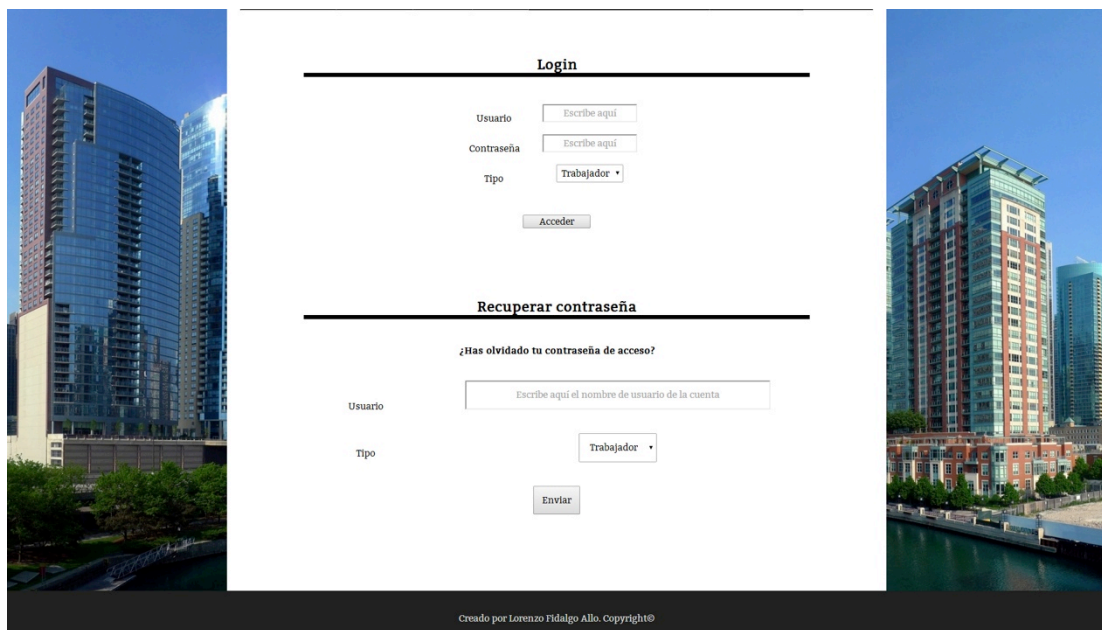 Login
Usuario
Escribe aquí
Contraseña
Escribe aquí
Tipo
Trabajador
Acceder
Recuperar contraseña
¿Has olvidado tu contraseña de acceso?
Usuario
Escribe aquí el nombre de usuario de la cuenta
Tipo
Trabajador
Enviar
Creado por Lorenzo Fidalgo Allo. Copyright©